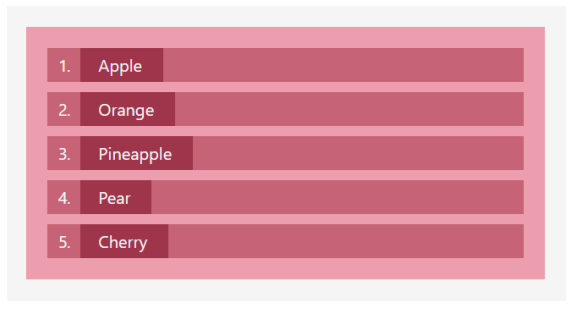 1. Apple
2. Orange
3. Pineapple
4. Pear
5. Cherry